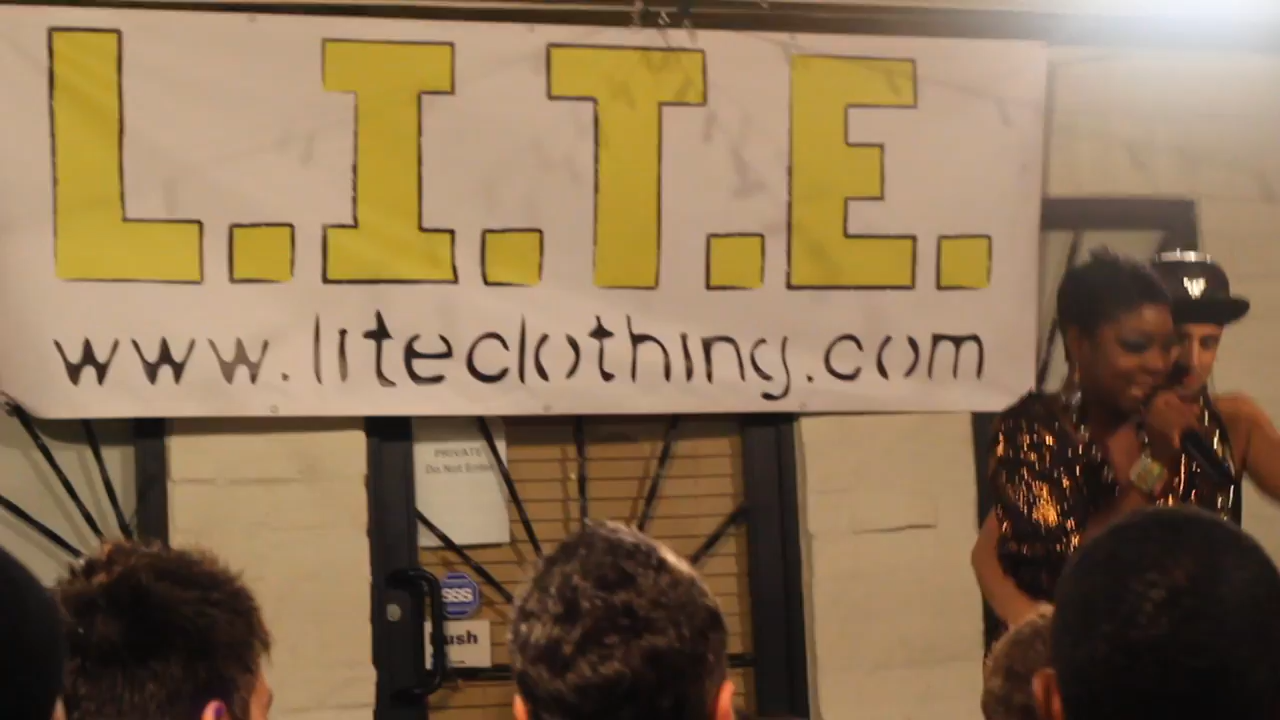 L.I.T.E.
www.liteclothing.com
PRIVATE
Do Not Enter
SSS
Push